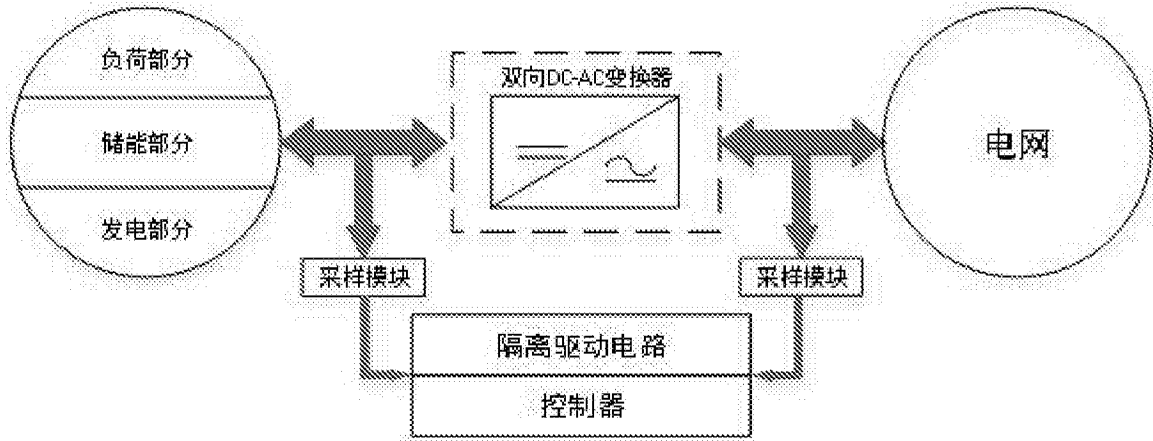 负荷部分
储能部分
发电部分
双向DC-AC变换器
电网
采样模块
采样模块
隔离驱动电路
控制器